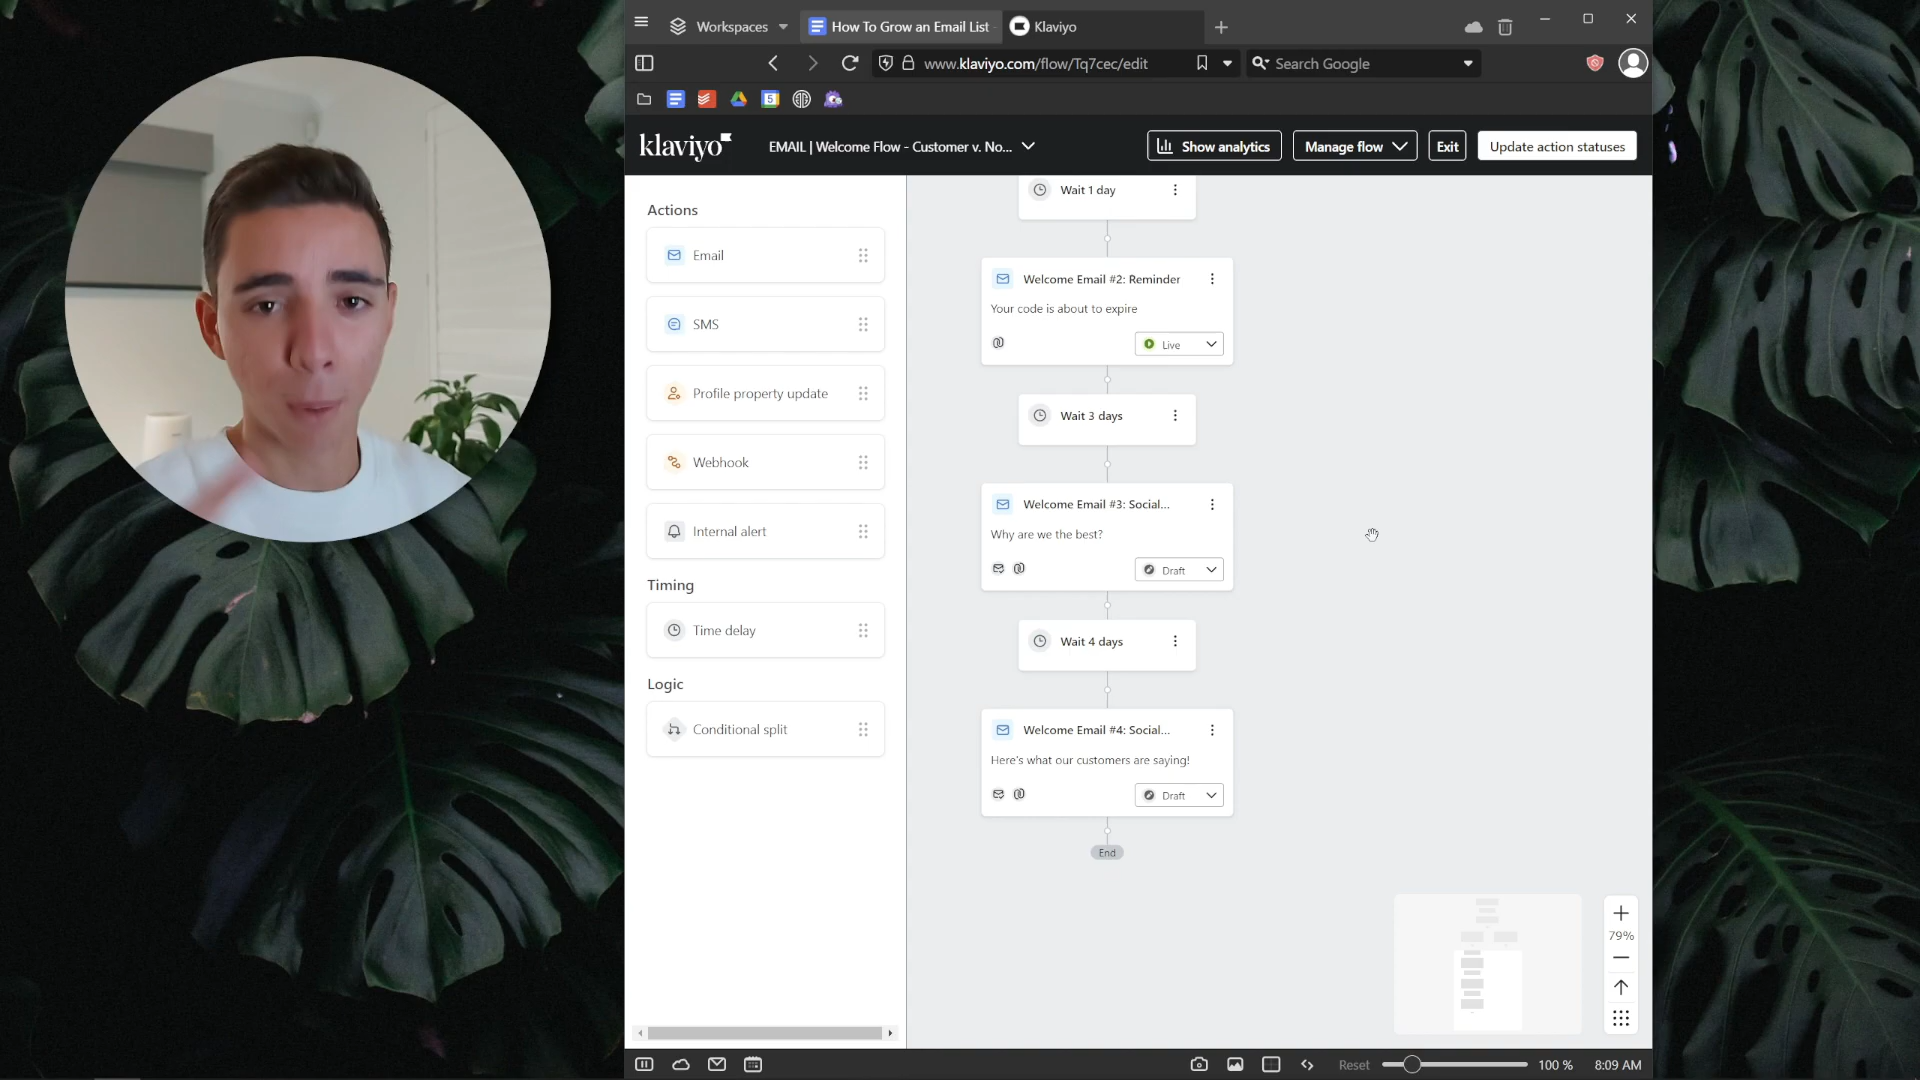 Workspaces
How To Grow an Email List
Klaviyo
www.klaviyo.com/flow/Tq7cec/edit
Search Google
5
klaviyo
EMAIL | Welcome Flow - Customer v. No...
Show analytics
Manage flow
Exit
Update action statuses
Actions
Email
SMS
Profile property update
Webhook
Internal alert
Timing
Time delay
Logic
Conditional split
Wait 1 day
Welcome Email #2: Reminder
Your code is about to expire
Live
Wait 3 days
Welcome Email #3: Social...
Why are we the best?
Draft
Wait 4 days
Welcome Email #4: Social...
Here's what our customers are saying!
Draft
End
79%
Reset
100 %
8:09 AM